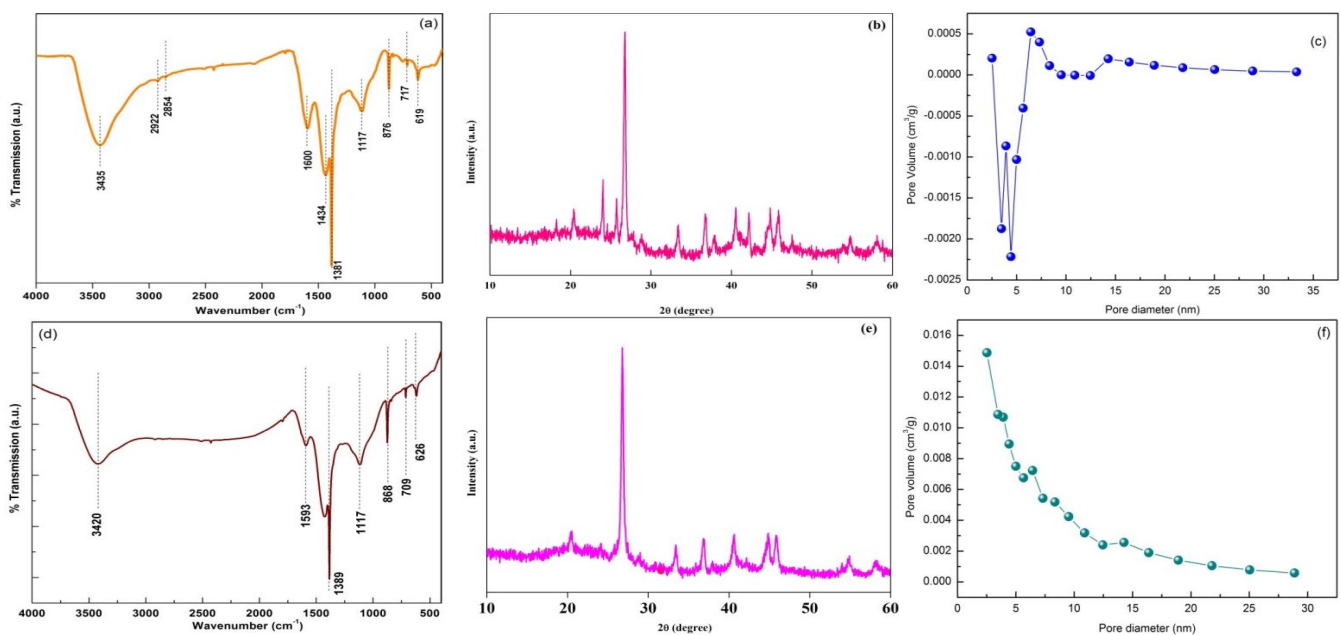 (a)
% Transmission (a.u.)
3435
2922
2854
1600
1434
1381
1117
876
717
619
4000 3500 3000 2500 2000 1500 1000 500
Wavenumber (cm⁻¹)
(b)
Intensity (a.u.)
10 20 30 40 50 60
2θ (degree)
(c)
Pore Volume (cm³/g)
0.0005
0.0000
-0.0005
-0.0010
-0.0015
-0.0020
-0.0025
0 5 10 15 20 25 30 35
Pore diameter (nm)
(d)
% Transmission (a.u.)
3420
1593
1389
1117
868
709
626
4000 3500 3000 2500 2000 1500 1000 500
Wavenumber (cm⁻¹)
(e)
Intensity (a.u.)
10 20 30 40 50 60
2θ (degree)
(f)
Pore volume (cm³/g)
0.016
0.014
0.012
0.010
0.008
0.006
0.004
0.002
0.000
0 5 10 15 20 25 30
Pore diameter (nm)